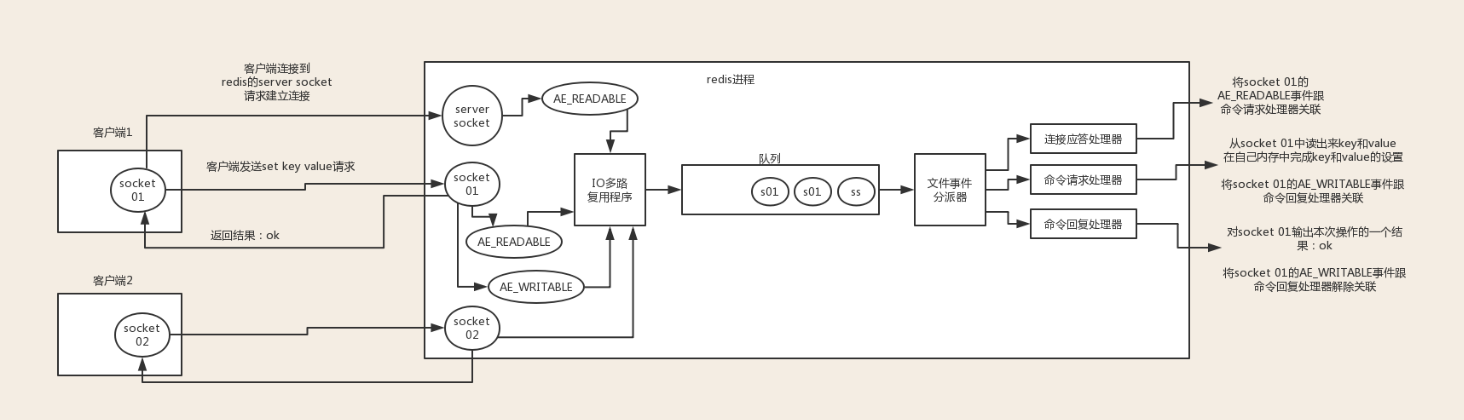 客户端连接到
redis的server socket
请求建立连接
客户端1
socket
01
客户端发送set key value请求
返回结果：ok
客户端2
socket
02
redis进程
server
socket
AE_READABLE
socket
01
AE_READABLE
AE_WRITABLE
socket
02
IO多路
复用程序
队列
s01
s01
ss
文件事件
分派器
连接应答处理器
命令请求处理器
命令回复处理器
将socket 01的
AE_READABLE事件跟
命令请求处理器关联
从socket 01中读出来key和value
在自己内存中完成key和value的设置
将socket 01的AE_WRITABLE事件跟
命令回复处理器关联
对socket 01输出本次操作的一个结
果：ok
将socket 01的AE_WRITABLE事件跟
命令回复处理器解除关联